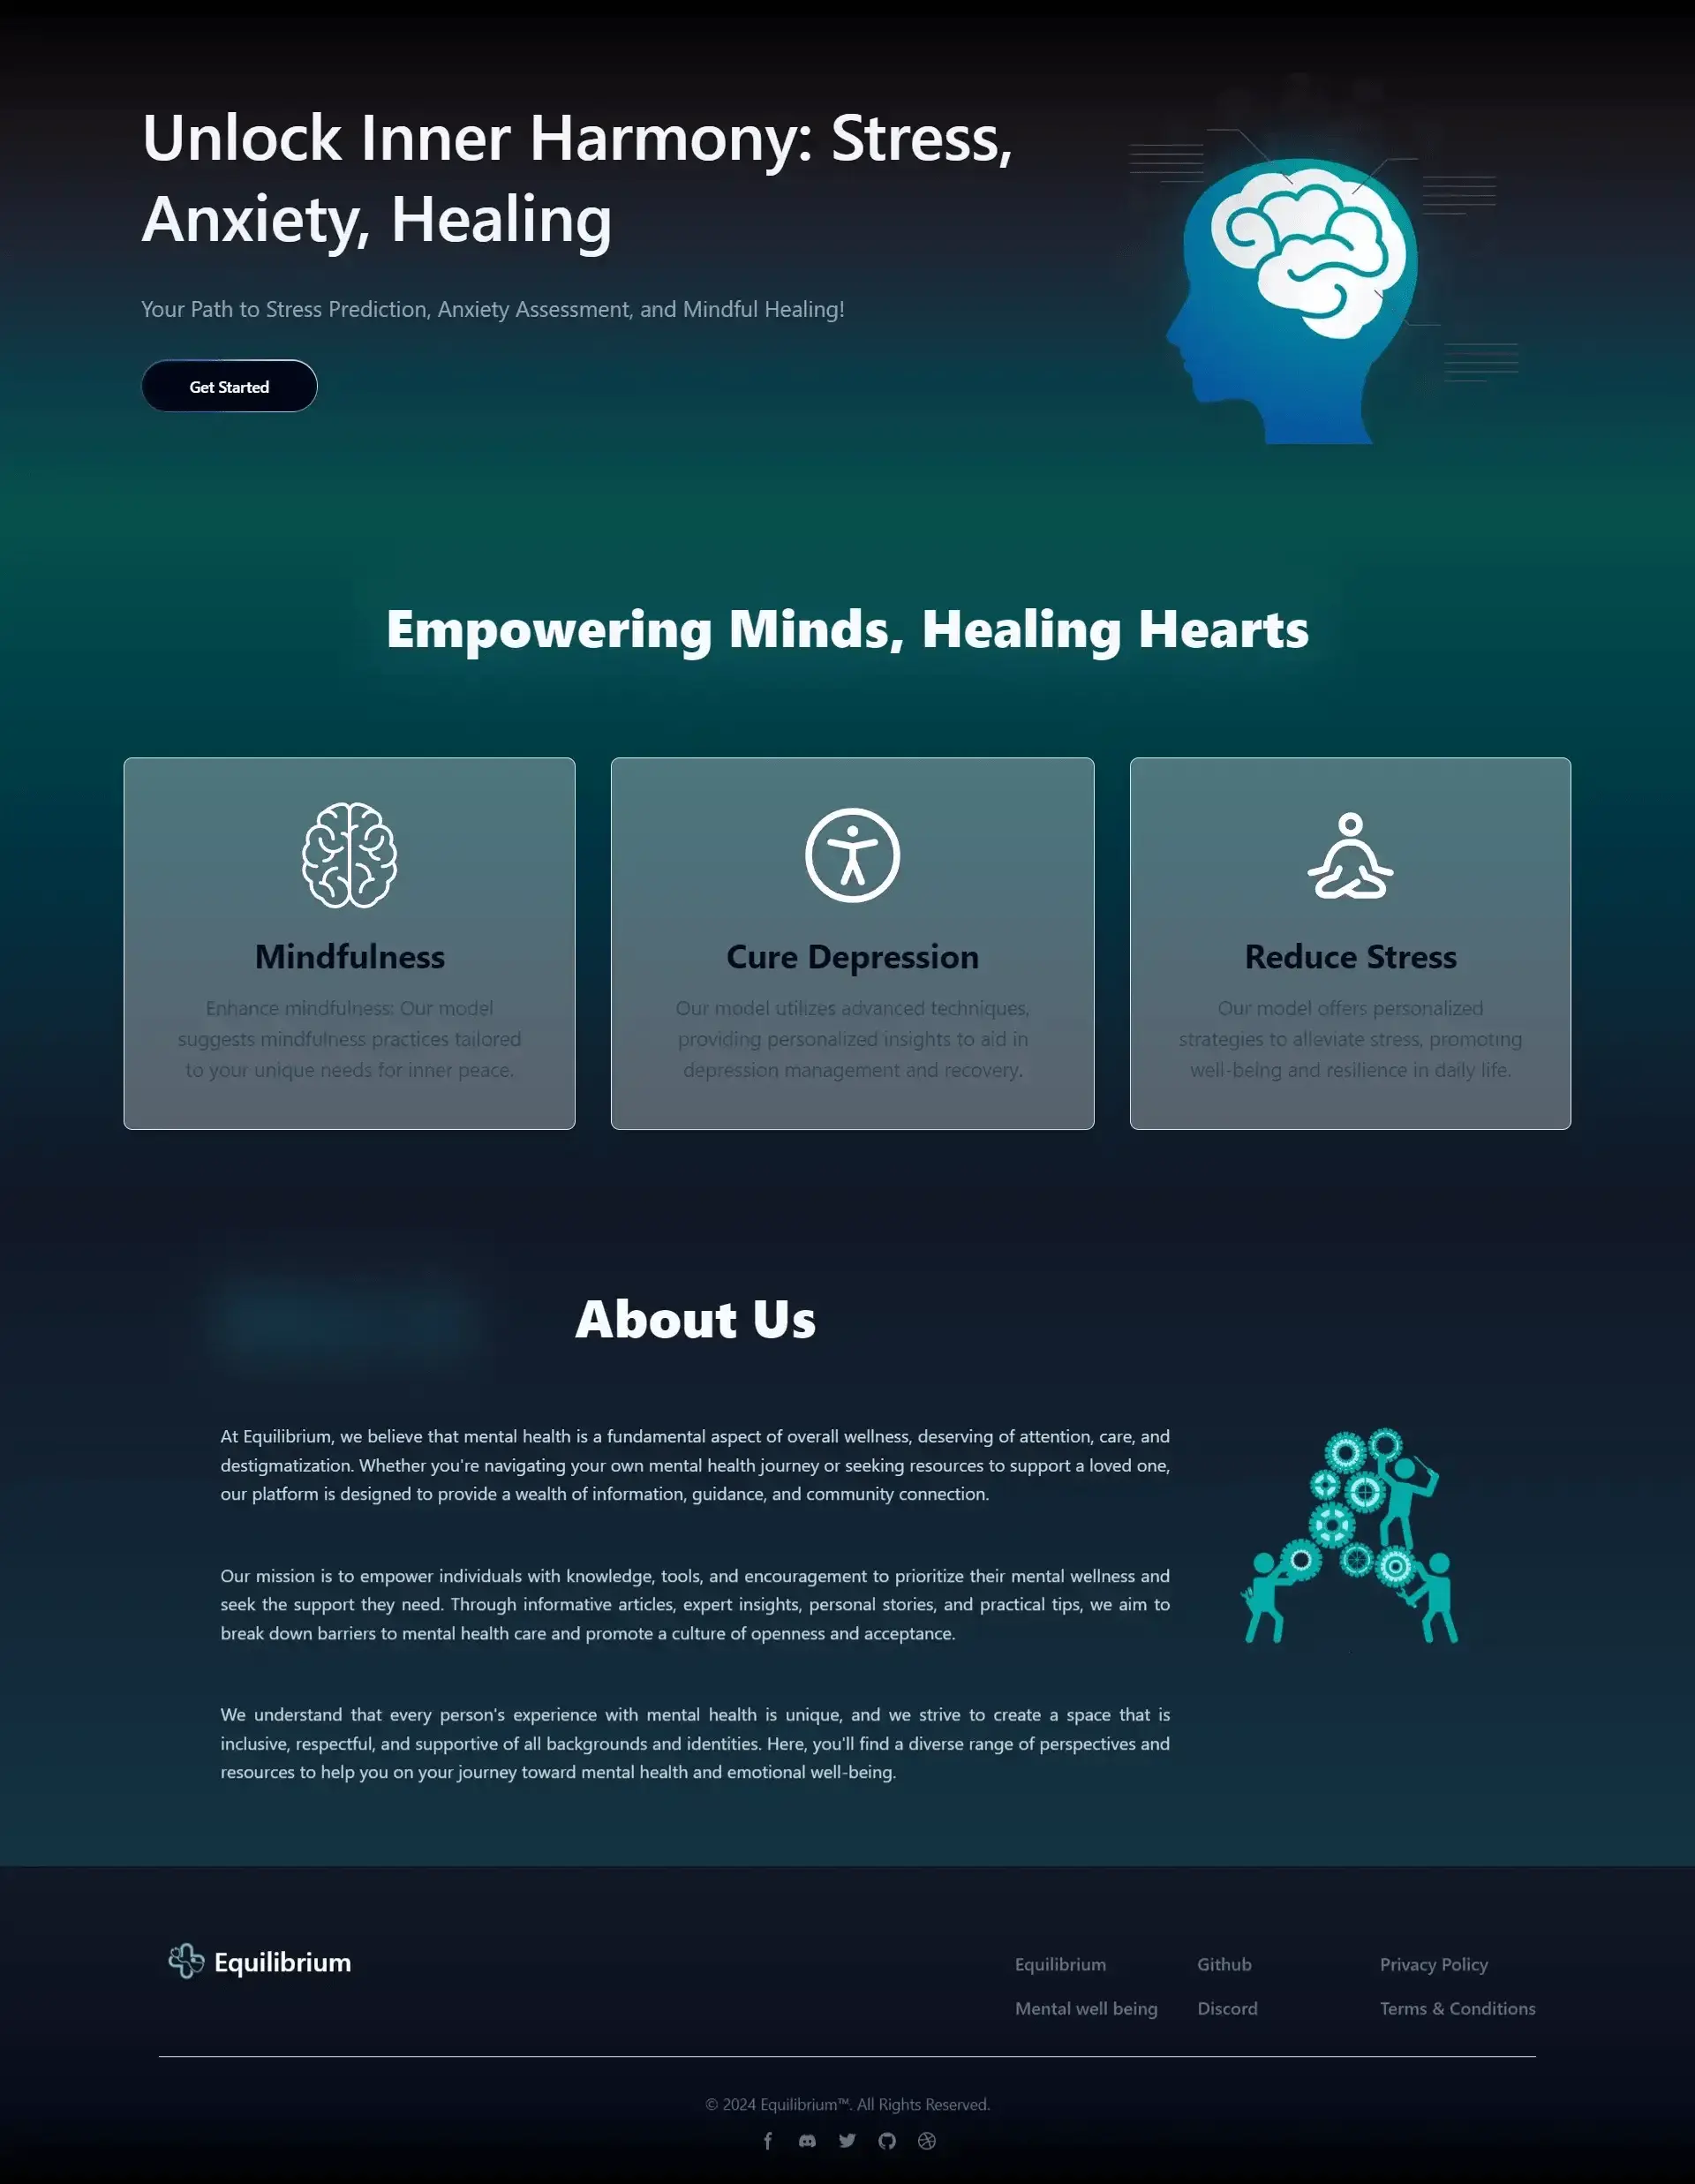 Unlock Inner Harmony: Stress,
Anxiety, Healing
Your Path to Stress Prediction, Anxiety Assessment, and Mindful Healing!
Get Started
Empowering Minds, Healing Hearts
Mindfulness
Enhance mindfulness: Our model
suggests mindfulness practices tailored
to your unique needs for inner peace.
Cure Depression
Our model utilizes advanced techniques,
providing personalized insights to aid in
depression management and recovery.
Reduce Stress
Our model offers personalized
strategies to alleviate stress, promoting
well-being and resilience in daily life.
About Us
At Equilibrium, we believe that mental health is a fundamental aspect of overall wellness, deserving of attention, care, and
destigmatization. Whether you're navigating your own mental health journey or seeking resources to support a loved one,
our platform is designed to provide a wealth of information, guidance, and community connection.
Our mission is to empower individuals with knowledge, tools, and encouragement to prioritize their mental wellness and
seek the support they need. Through informative articles, expert insights, personal stories, and practical tips, we aim to
break down barriers to mental health care and promote a culture of openness and acceptance.
We understand that every person's experience with mental health is unique, and we strive to create a space that is
inclusive, respectful, and supportive of all backgrounds and identities. Here, you'll find a diverse range of perspectives and
resources to help you on your journey toward mental health and emotional well-being.
Equilibrium
Equilibrium Github Privacy Policy
Mental well being Discord Terms & Conditions
© 2024 Equilibrium™. All Rights Reserved.